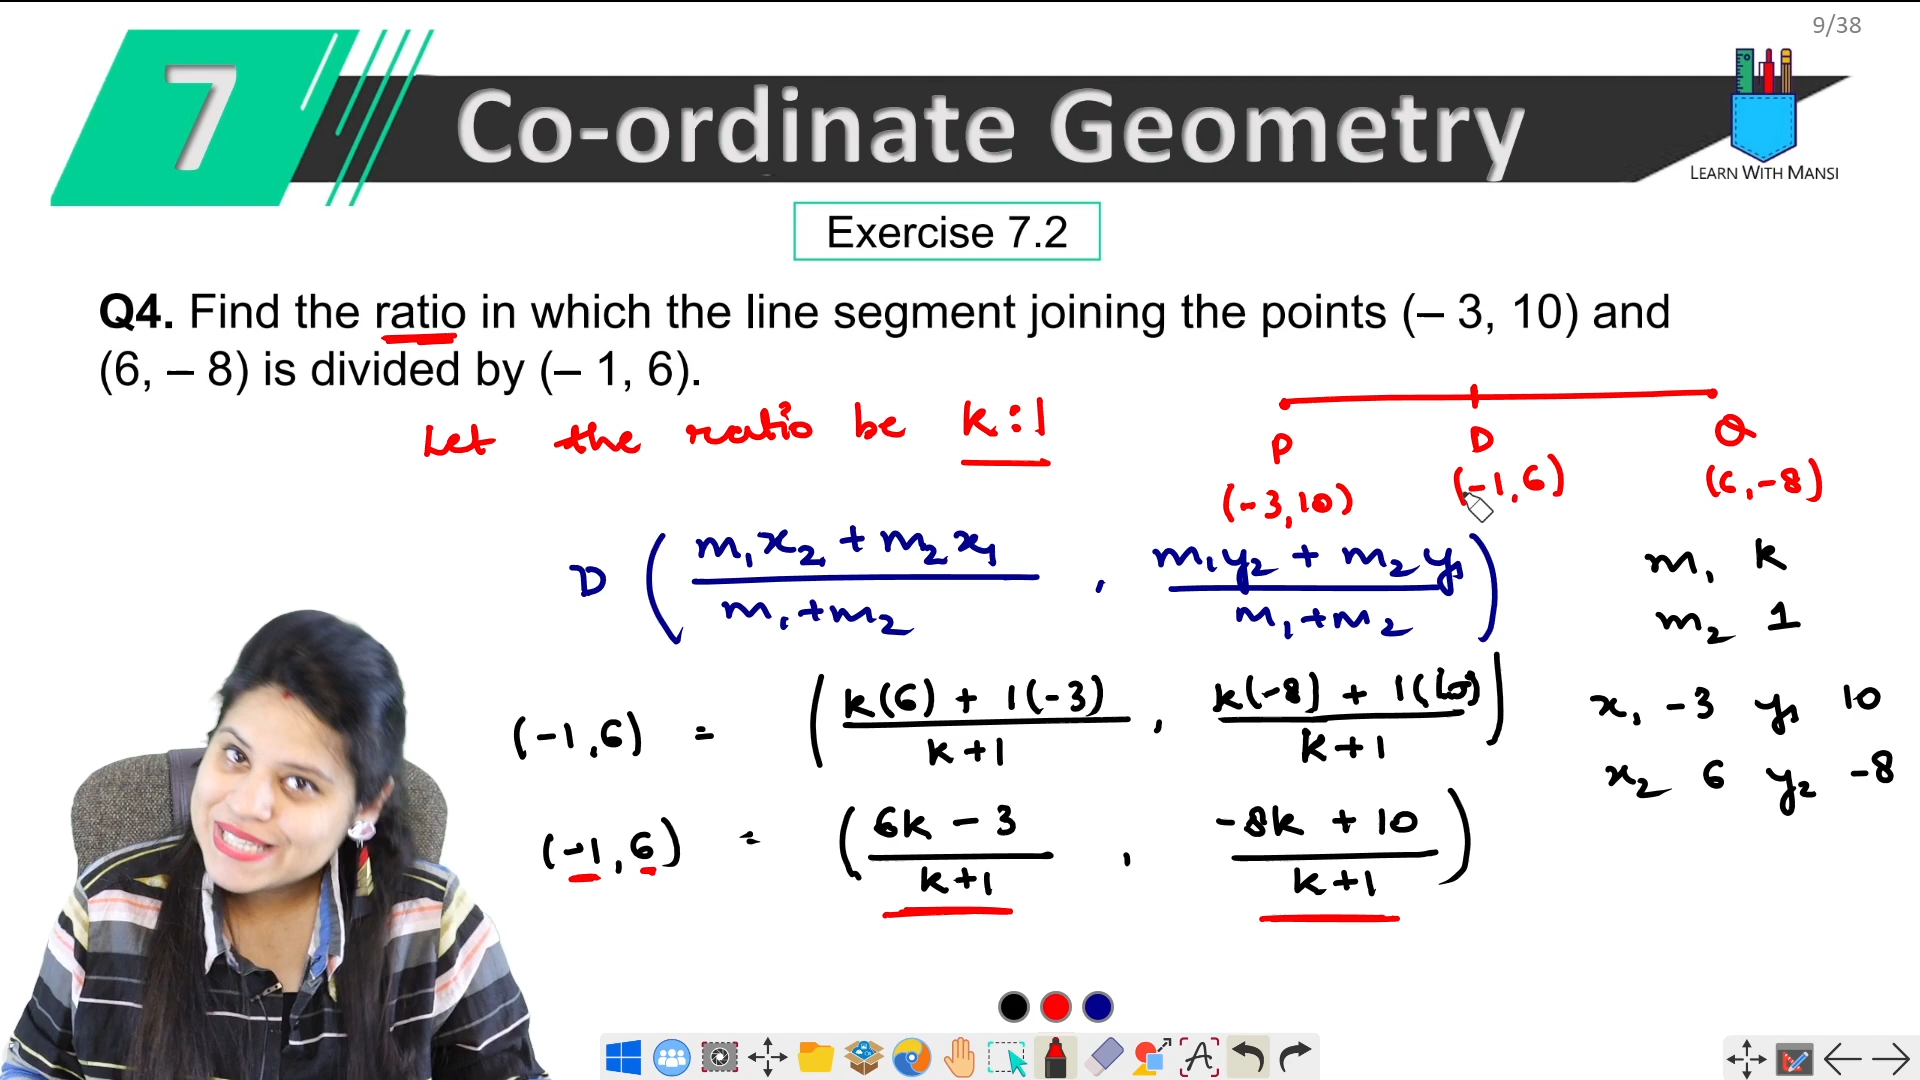 9/38
7 Co-ordinate Geometry
LEARN WITH MANSI
Exercise 7.2
Q4. Find the ratio in which the line segment joining the points (– 3, 10) and
(6, – 8) is divided by (– 1, 6).
Let the ratio be k:1
P D Q
(-3,10) (-1,6) (6,-8)
D ( m₁x₂ + m₂x₁ / m₁+m₂ , m₁y₂ + m₂y₁ / m₁+m₂ )
m₁ k
m₂ 1
(-1,6) = ( k(6) + 1(-3) / k+1 , k(-8) + 1(10) / k+1 )
x₁ -3 y₁ 10
x₂ 6 y₂ -8
(-1,6) = ( 6k - 3 / k+1 , -8k + 10 / k+1 )